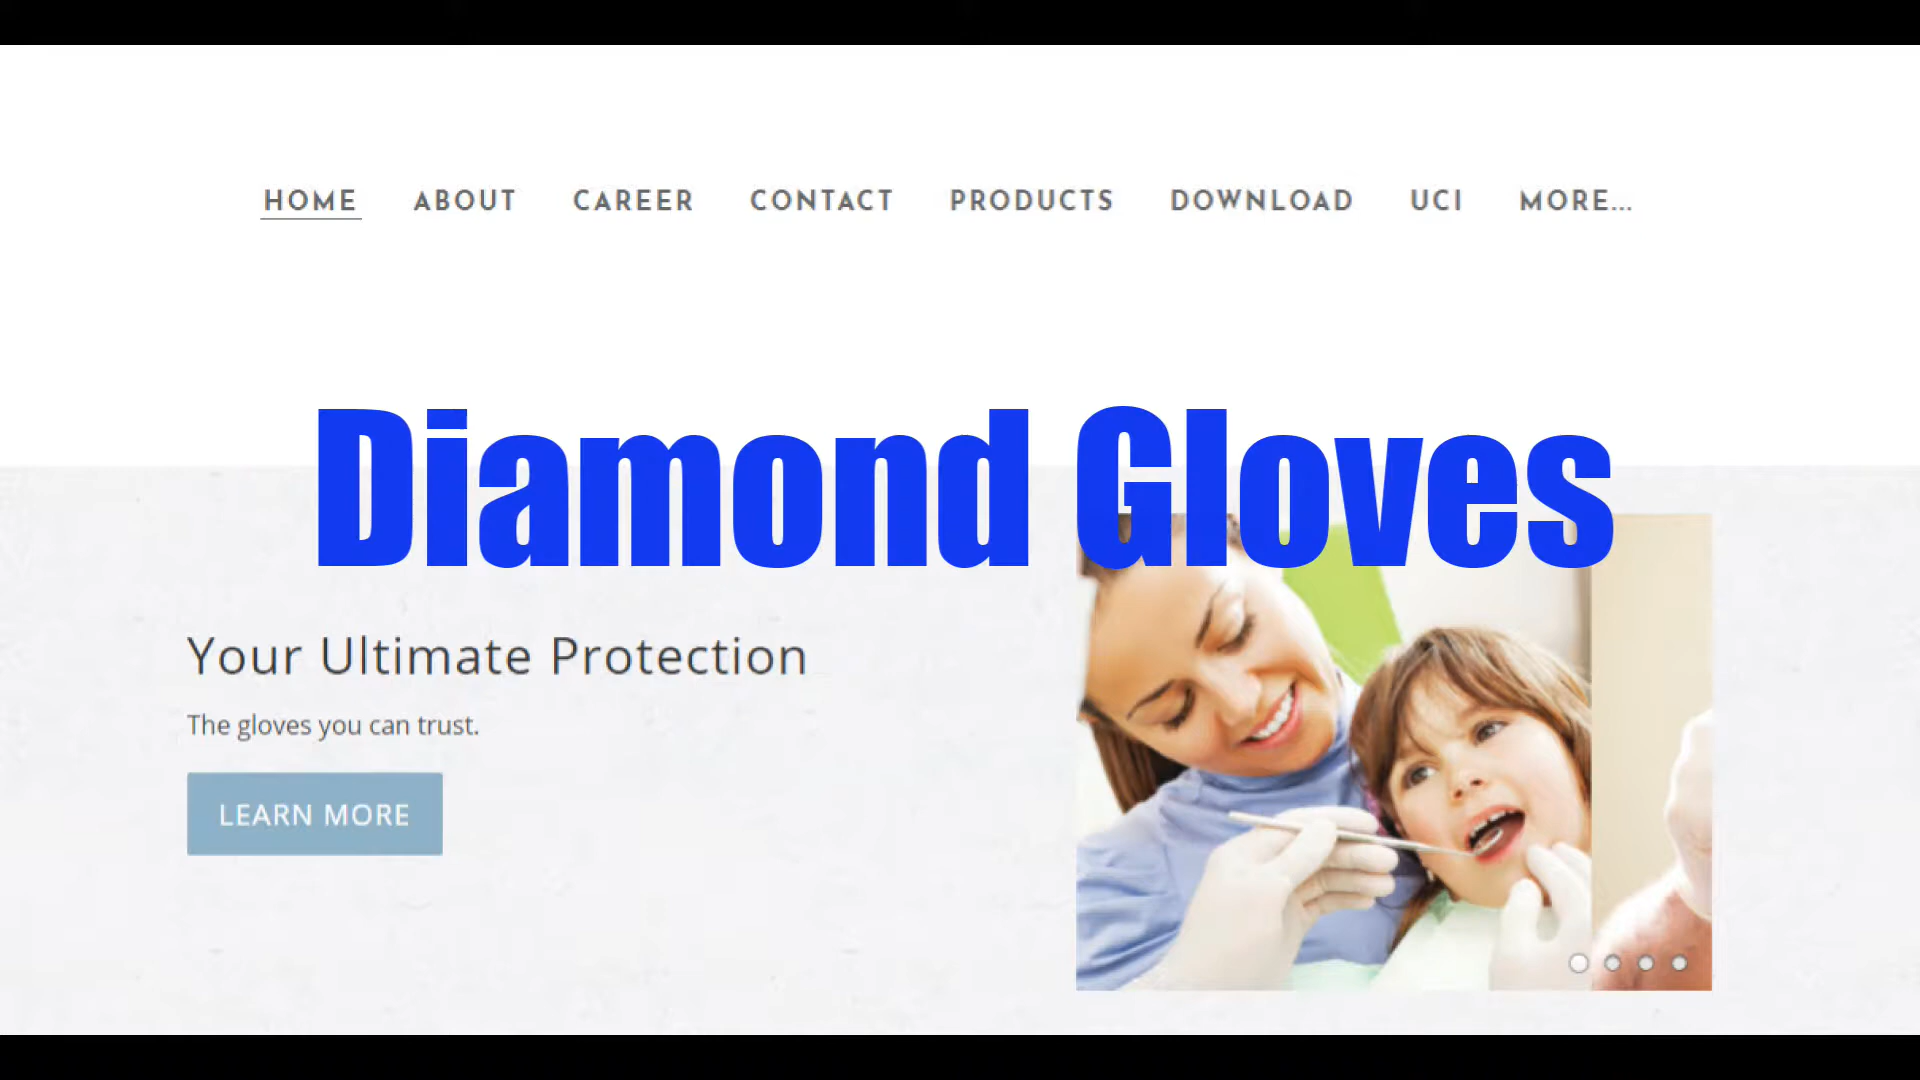 HOME ABOUT CAREER CONTACT PRODUCTS DOWNLOAD UCI MORE...
Diamond Gloves
Your Ultimate Protection
The gloves you can trust.
LEARN MORE